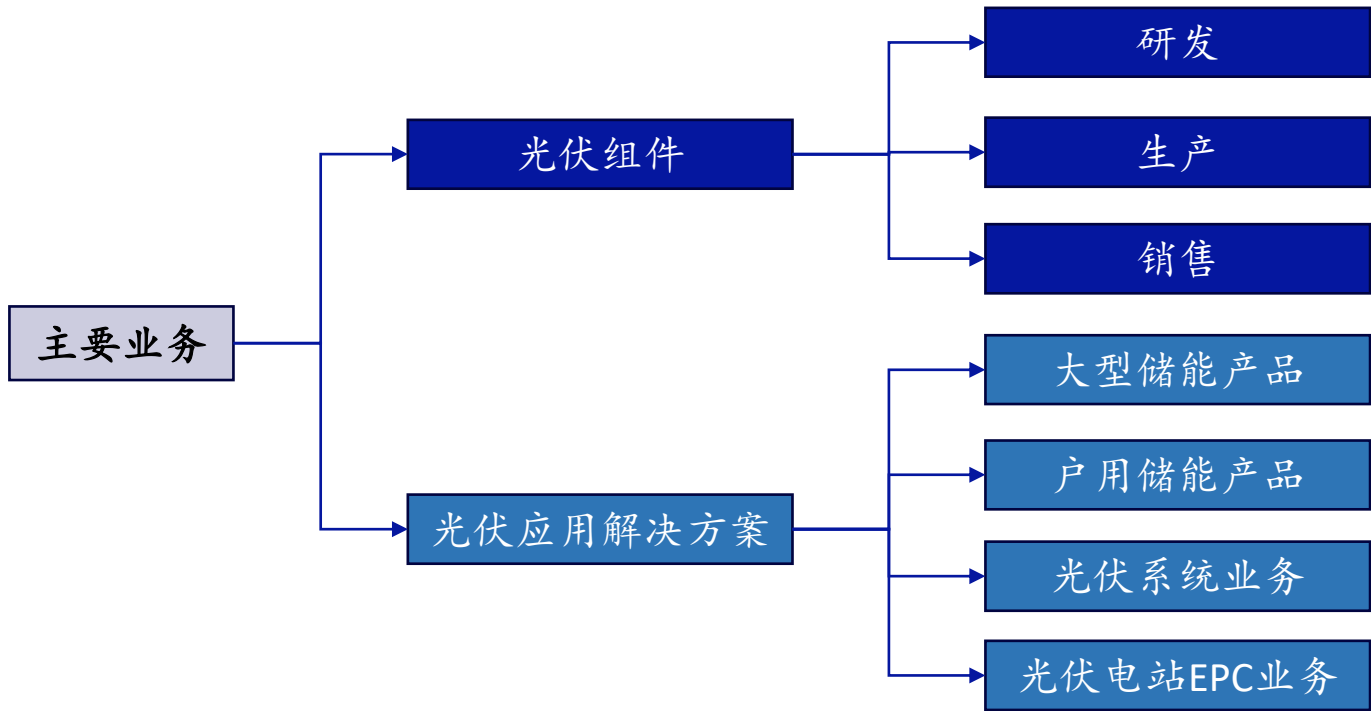 主要业务
光伏组件
研发
生产
销售
光伏应用解决方案
大型储能产品
户用储能产品
光伏系统业务
光伏电站EPC业务